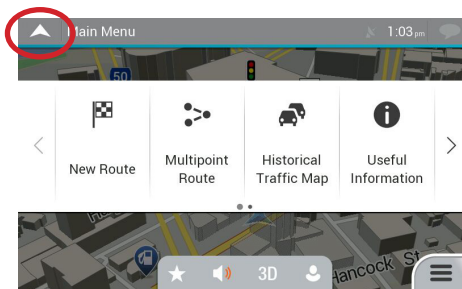 Main Menu
1:03 pm
50
New Route
Multipoint
Route
Historical
Traffic Map
Useful
Information
3D
Hancock St